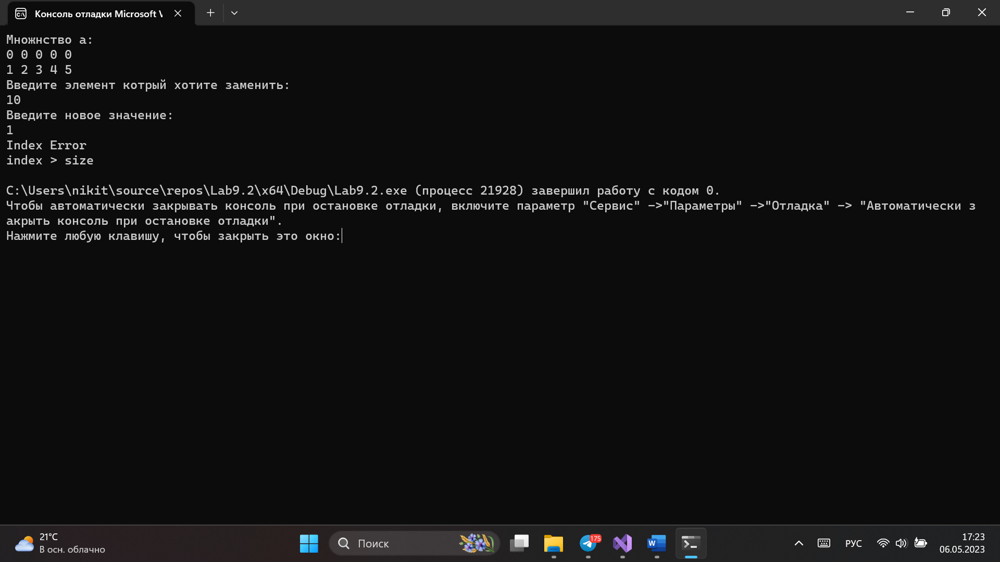 Консоль отладки Microsoft V
Множнство a:
0 0 0 0 0
1 2 3 4 5
Введите элемент котрый хотите заменить:
10
Введите новое значение:
1
Index Error
index > size
C:\Users\nikit\source\repos\Lab9.2\x64\Debug\Lab9.2.exe (процесс 21928) завершил работу с кодом 0.
Чтобы автоматически закрывать консоль при остановке отладки, включите параметр "Сервис" ->"Параметры" ->"Отладка" -> "Автоматически з
акрыть консоль при остановке отладки".
Нажмите любую клавишу, чтобы закрыть это окно:
21°C
В осн. облачно
Поиск
175
РУС
17:23
06.05.2023